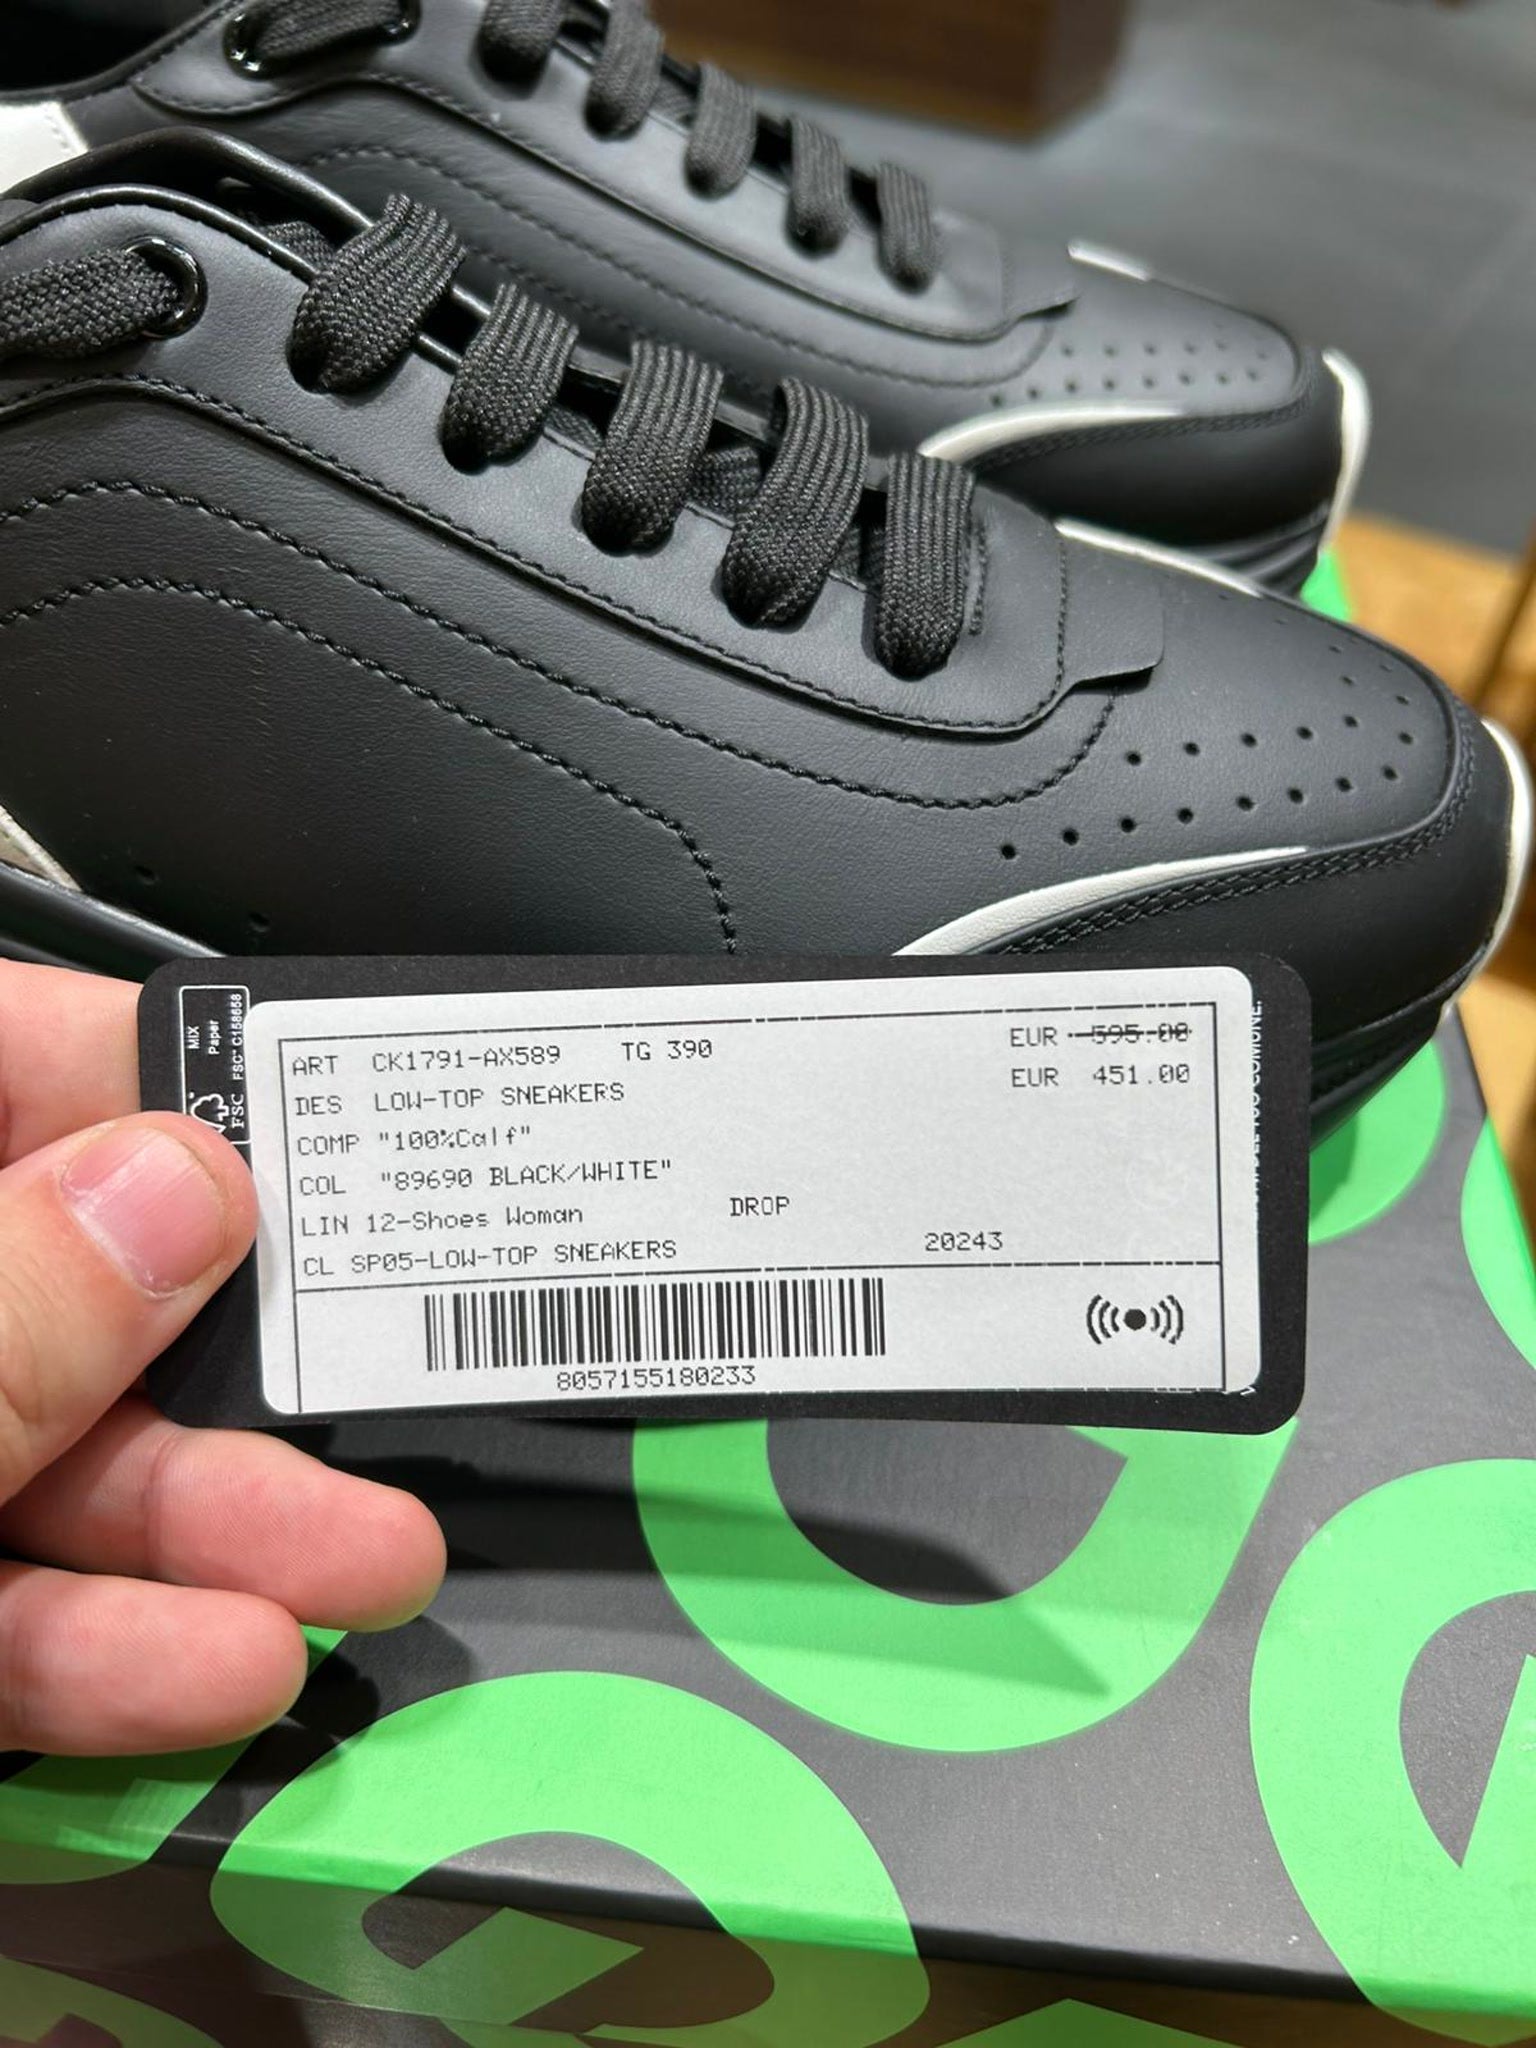 MIX
Paper
FSC® C158658
FSC
ART CK1791-AX589 TG 390 EUR 595.00
DES LOW-TOP SNEAKERS EUR 451.00
COMP "100%Calf"
COL "89690 BLACK/WHITE"
LIN 12-Shoes Woman DROP
CL SP05-LOW-TOP SNEAKERS 20243
8057155180233